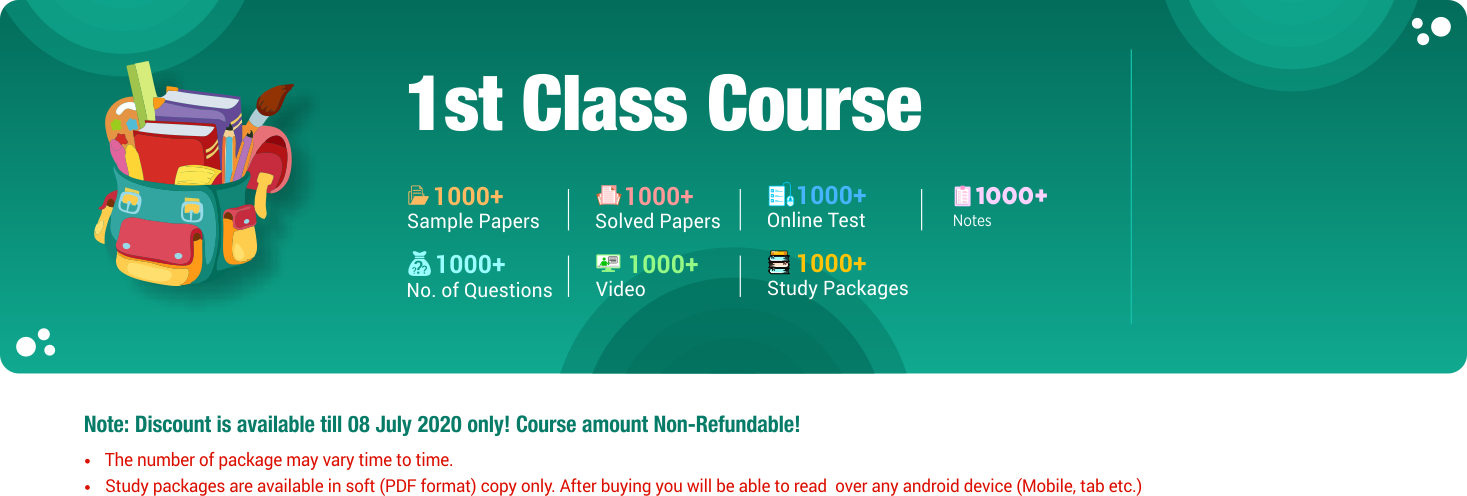 1st Class Course
1000+ 1000+ 1000+ 1000+
Sample Papers Solved Papers Online Test Notes
1000+ 1000+ 1000+
No. of Questions Video Study Packages
Note: Discount is available till 08 July 2020 only! Course amount Non-Refundable!
• The number of package may vary time to time.
• Study packages are available in soft (PDF format) copy only. After buying you will be able to read over any android device (Mobile, tab etc.)